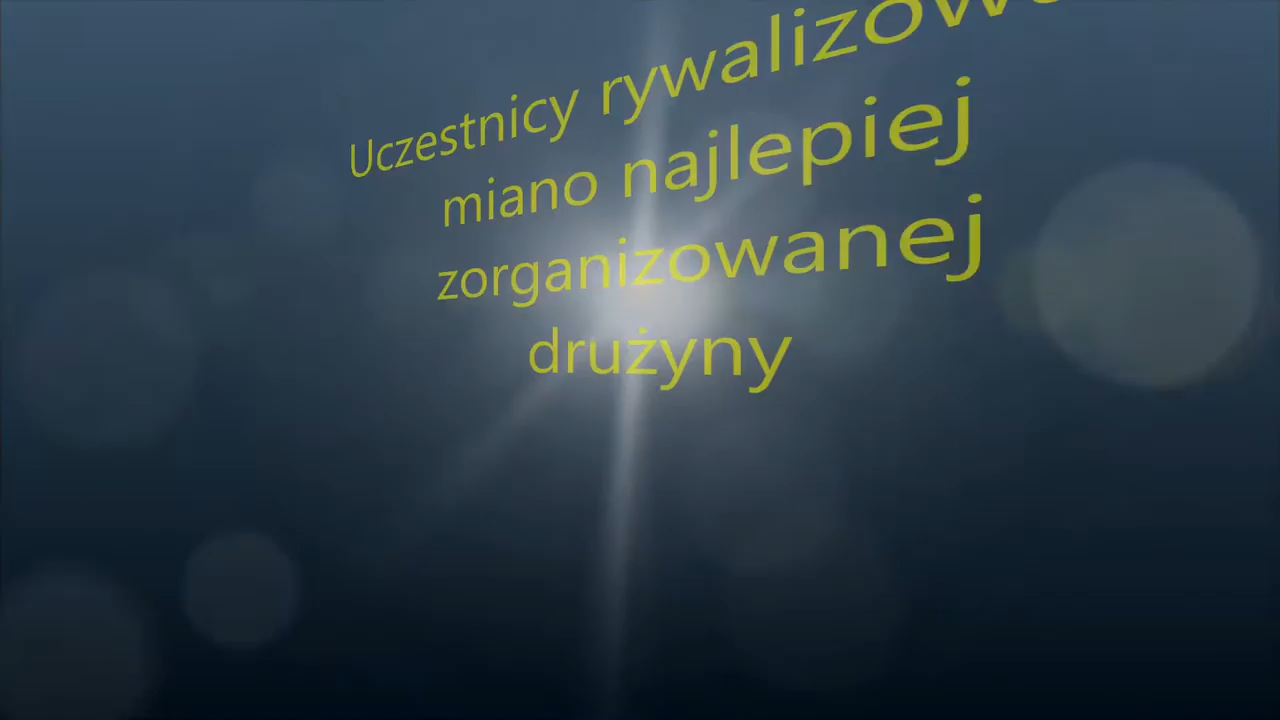 Uczestnicy
miano najlepiej
zorganizowanej
drużyny